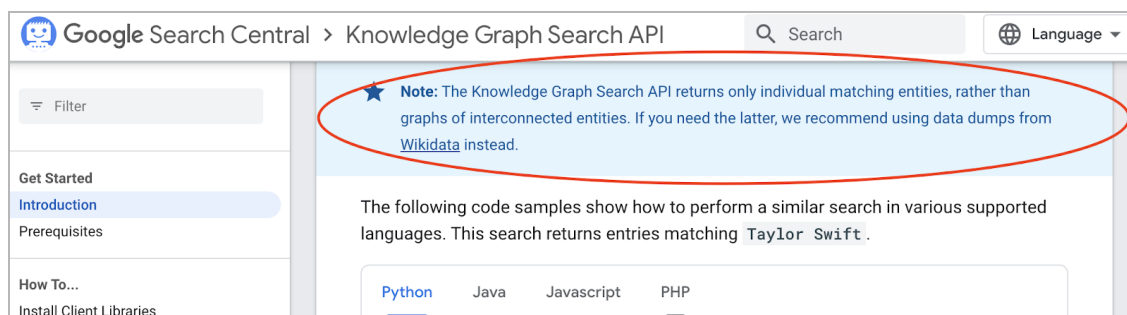 Google Search Central > Knowledge Graph Search API
Search
Language
Filter
Get Started
Introduction
Prerequisites
How To...
Install Client Libraries
Note: The Knowledge Graph Search API returns only individual matching entities, rather than
graphs of interconnected entities. If you need the latter, we recommend using data dumps from
Wikidata instead.
The following code samples show how to perform a similar search in various supported
languages. This search returns entries matching Taylor Swift.
Python Java Javascript PHP